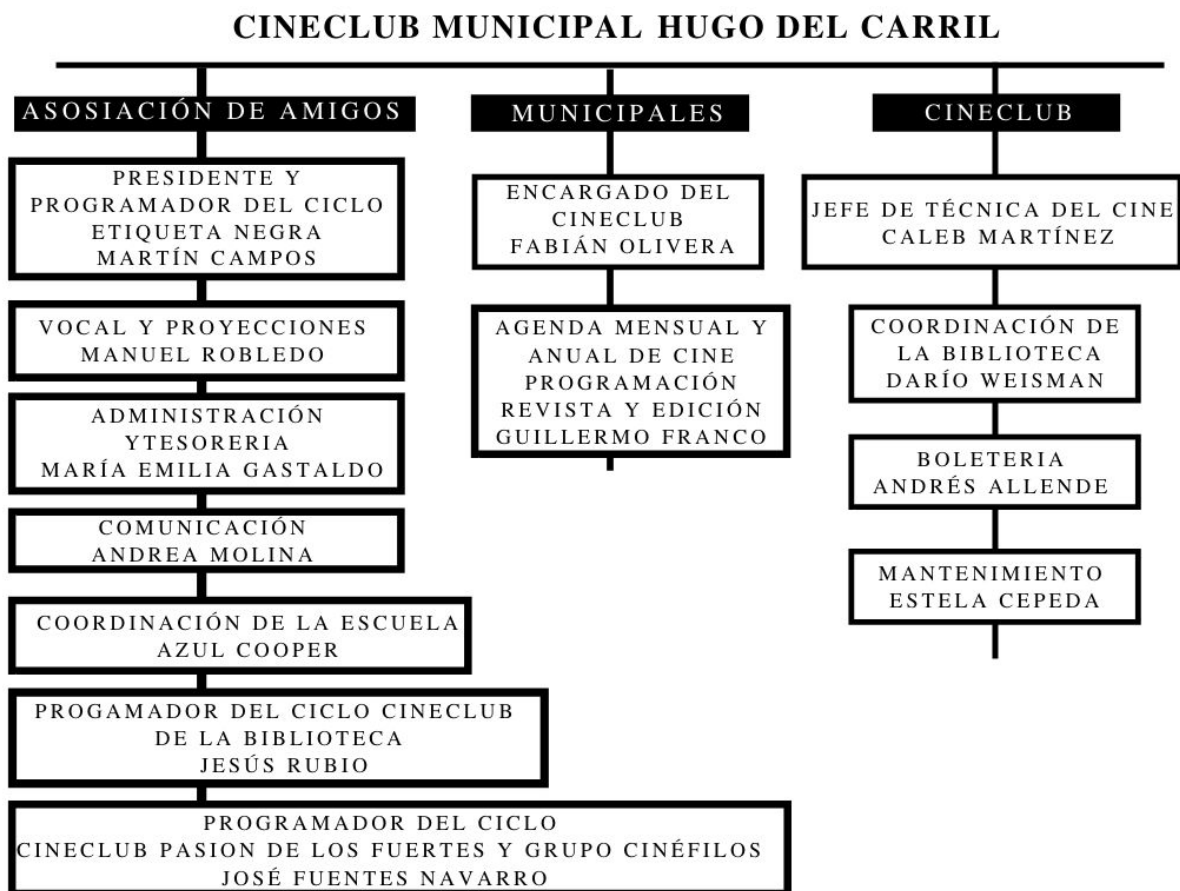 CINECLUB MUNICIPAL HUGO DEL CARRIL
ASOSIACIÓN DE AMIGOS
PRESIDENTE Y
PROGRAMADOR DEL CICLO
ETIQUETA NEGRA
MARTÍN CAMPOS
VOCAL Y PROYECCIONES
MANUEL ROBLEDO
ADMINISTRACIÓN
YTESORERIA
MARÍA EMILIA GASTALDO
COMUNICACIÓN
ANDREA MOLINA
COORDINACIÓN DE LA ESCUELA
AZUL COOPER
PROGAMADOR DEL CICLO CINECLUB
DE LA BIBLIOTECA
JESÚS RUBIO
PROGRAMADOR DEL CICLO
CINECLUB PASION DE LOS FUERTES Y GRUPO CINÉFILOS
JOSÉ FUENTES NAVARRO
MUNICIPALES
ENCARGADO DEL
CINECLUB
FABIÁN OLIVERA
AGENDA MENSUAL Y
ANUAL DE CINE
PROGRAMACIÓN
REVISTA Y EDICIÓN
GUILLERMO FRANCO
CINECLUB
JEFE DE TÉCNICA DEL CINE
CALEB MARTÍNEZ
COORDINACIÓN DE
LA BIBLIOTECA
DARÍO WEISMAN
BOLETERIA
ANDRÉS ALLENDE
MANTENIMIENTO
ESTELA CEPEDA